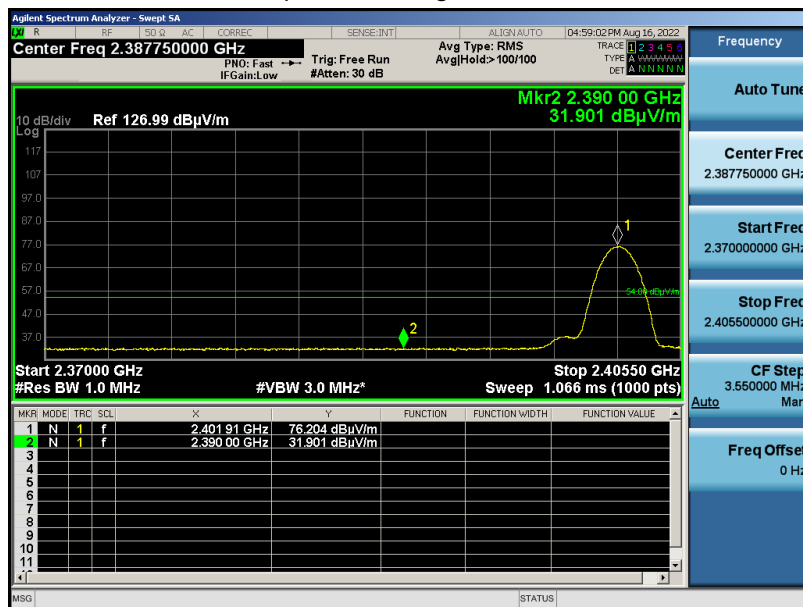 Agilent Spectrum Analyzer - Swept SA
LXI R RF 50 Ω AC CORREC SENSE:INT ALIGN AUTO 04:59:02 PM Aug 16, 2022
Center Freq 2.387750000 GHz
PNO: Fast
IFGain:Low
Trig: Free Run
#Atten: 30 dB
Avg Type: RMS
Avg|Hold:>100/100
TRACE 1 2 3 4 5 6
TYPE A WWWWW
DET A N N N N N
Mkr2 2.390 00 GHz
31.901 dBµV/m
10 dB/div Ref 126.99 dBµV/m
Log
117
107
97.0
87.0
77.0
67.0
57.0
47.0
37.0
1
2
54.00 dBµV/m
Start 2.37000 GHz Stop 2.40550 GHz
#Res BW 1.0 MHz #VBW 3.0 MHz* Sweep 1.066 ms (1000 pts)
MKR MODE TRC SCL X Y FUNCTION FUNCTION WIDTH FUNCTION VALUE
1 N 1 f 2.401 91 GHz 76.204 dBµV/m
2 N 1 f 2.390 00 GHz 31.901 dBµV/m
3
4
5
6
7
8
9
10
11
MSG STATUS
Frequency
Auto Tune
Center Freq
2.387750000 GHz
Start Freq
2.370000000 GHz
Stop Freq
2.405500000 GHz
CF Step
3.550000 MHz
Auto Man
Freq Offset
0 Hz